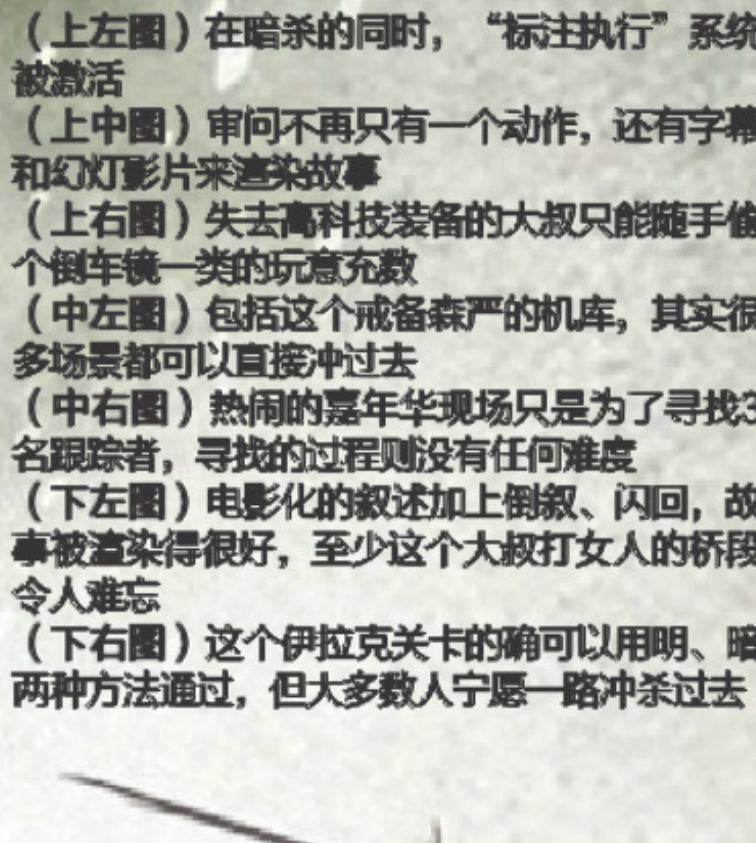 （上左图）在暗杀的同时，“标注执行”系统
被激活
（上中图）审问不再只有一个动作，还有字幕
和幻灯影片来渲染故事
（上右图）失去高科技装备的大叔只能随手借
个倒车镜一类的玩意充数
（中左图）包括这个戒备森严的机库，其实很
多场景都可以直接冲过去
（中右图）热闹的嘉年华现场只是为了寻找
名跟踪者，寻找的过程则没有任何难度
（下左图）电影化的叙述加上倒叙、闪回，故
事被渲染得很好，至少这个大叔打女人的桥段
令人难忘
（下右图）这个伊拉克关卡的确可以用明、暗
两种方法通过，但大多数人宁愿一路冲杀过去